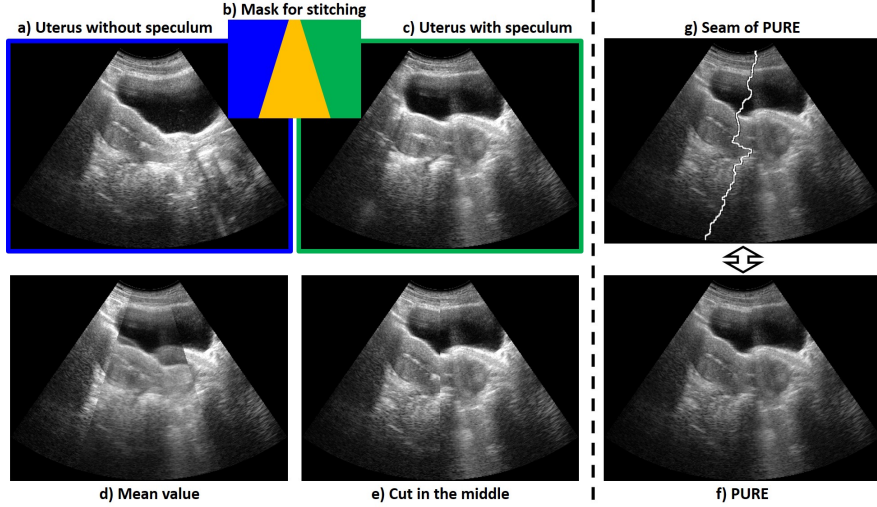 b) Mask for stitching
a) Uterus without speculum
c) Uterus with speculum
g) Seam of PURE
d) Mean value
e) Cut in the middle
f) PURE